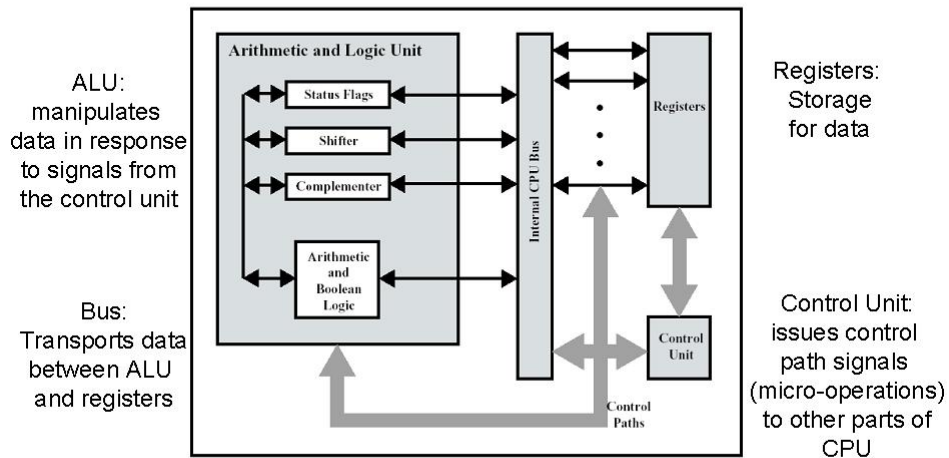 ALU:
manipulates
data in response
to signals from
the control unit
Bus:
Transports data
between ALU
and registers
Arithmetic and Logic Unit
Status Flags
Shifter
Complementer
Arithmetic
and
Boolean
Logic
Internal CPU Bus
Registers
Control
Unit
Control
Paths
Registers:
Storage
for data
Control Unit:
issues control
path signals
(micro-operations)
to other parts of
CPU